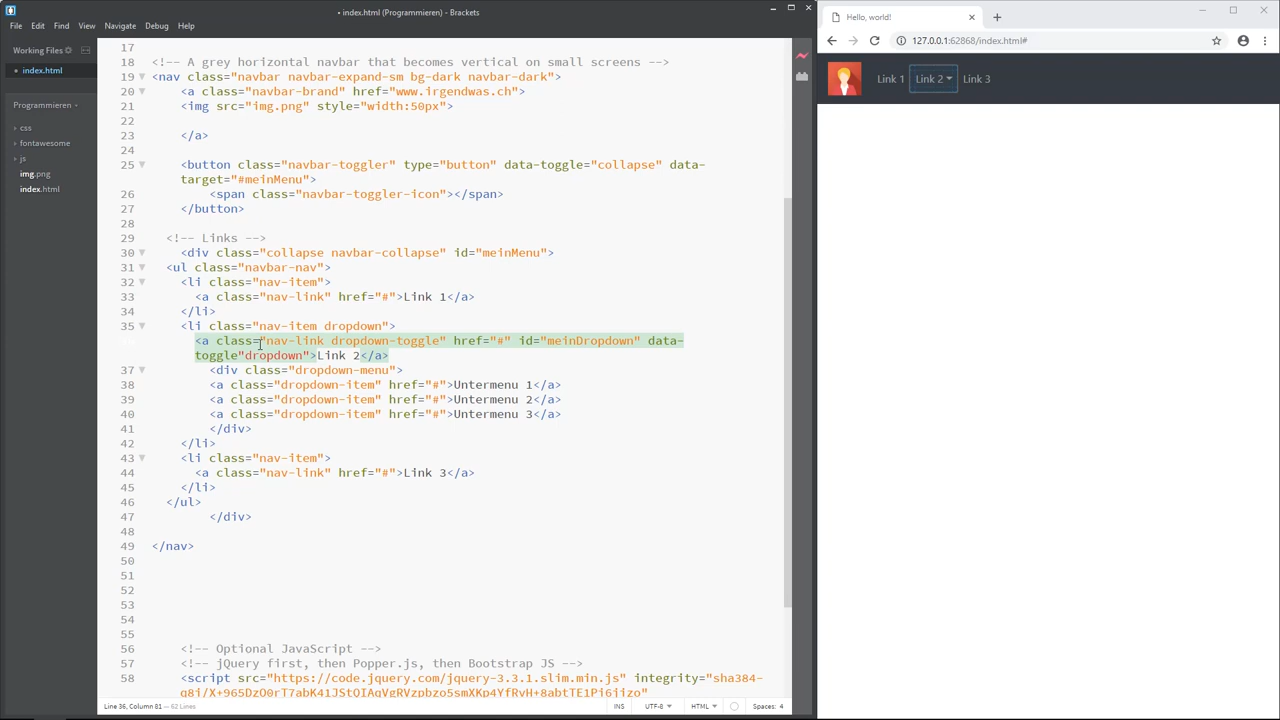 • index.html (Programmieren) - Brackets
File Edit Find View Navigate Debug Help
Working Files
• index.html
Programmieren
css
fontawesome
js
img.png
index.html
17
18 <!-- A grey horizontal navbar that becomes vertical on small screens -->
19 <nav class="navbar navbar-expand-sm bg-dark navbar-dark">
20 <a class="navbar-brand" href="www.irgendwas.ch">
21 <img src="img.png" style="width:50px">
22
23 </a>
24
25 <button class="navbar-toggler" type="button" data-toggle="collapse" data-
target="#meinMenu">
26 <span class="navbar-toggler-icon"></span>
27 </button>
28
29 <!-- Links -->
30 <div class="collapse navbar-collapse" id="meinMenu">
31 <ul class="navbar-nav">
32 <li class="nav-item">
33 <a class="nav-link" href="#">Link 1</a>
34 </li>
35 <li class="nav-item dropdown">
<a class="nav-link dropdown-toggle" href="#" id="meinDropdown" data-
toggle"dropdown">Link 2</a>
37 <div class="dropdown-menu">
38 <a class="dropdown-item" href="#">Untermenu 1</a>
39 <a class="dropdown-item" href="#">Untermenu 2</a>
40 <a class="dropdown-item" href="#">Untermenu 3</a>
41 </div>
42 </li>
43 <li class="nav-item">
44 <a class="nav-link" href="#">Link 3</a>
45 </li>
46 </ul>
47 </div>
48
49 </nav>
50
51
52
53
54
55
56 <!-- Optional JavaScript -->
57 <!-- jQuery first, then Popper.js, then Bootstrap JS -->
58 <script src="https://code.jquery.com/jquery-3.3.1.slim.min.js" integrity="sha384-
q8i/X+965DzO0rT7abK41JStQIAqVgRVzpbzo5smXKp4YfRvH+8abtTE1Pi6jizo"
Line 36, Column 81 — 62 Lines
INS UTF-8 HTML Spaces: 4
Hello, world!
127.0.0.1:62868/index.html#
Link 1 Link 2 Link 3